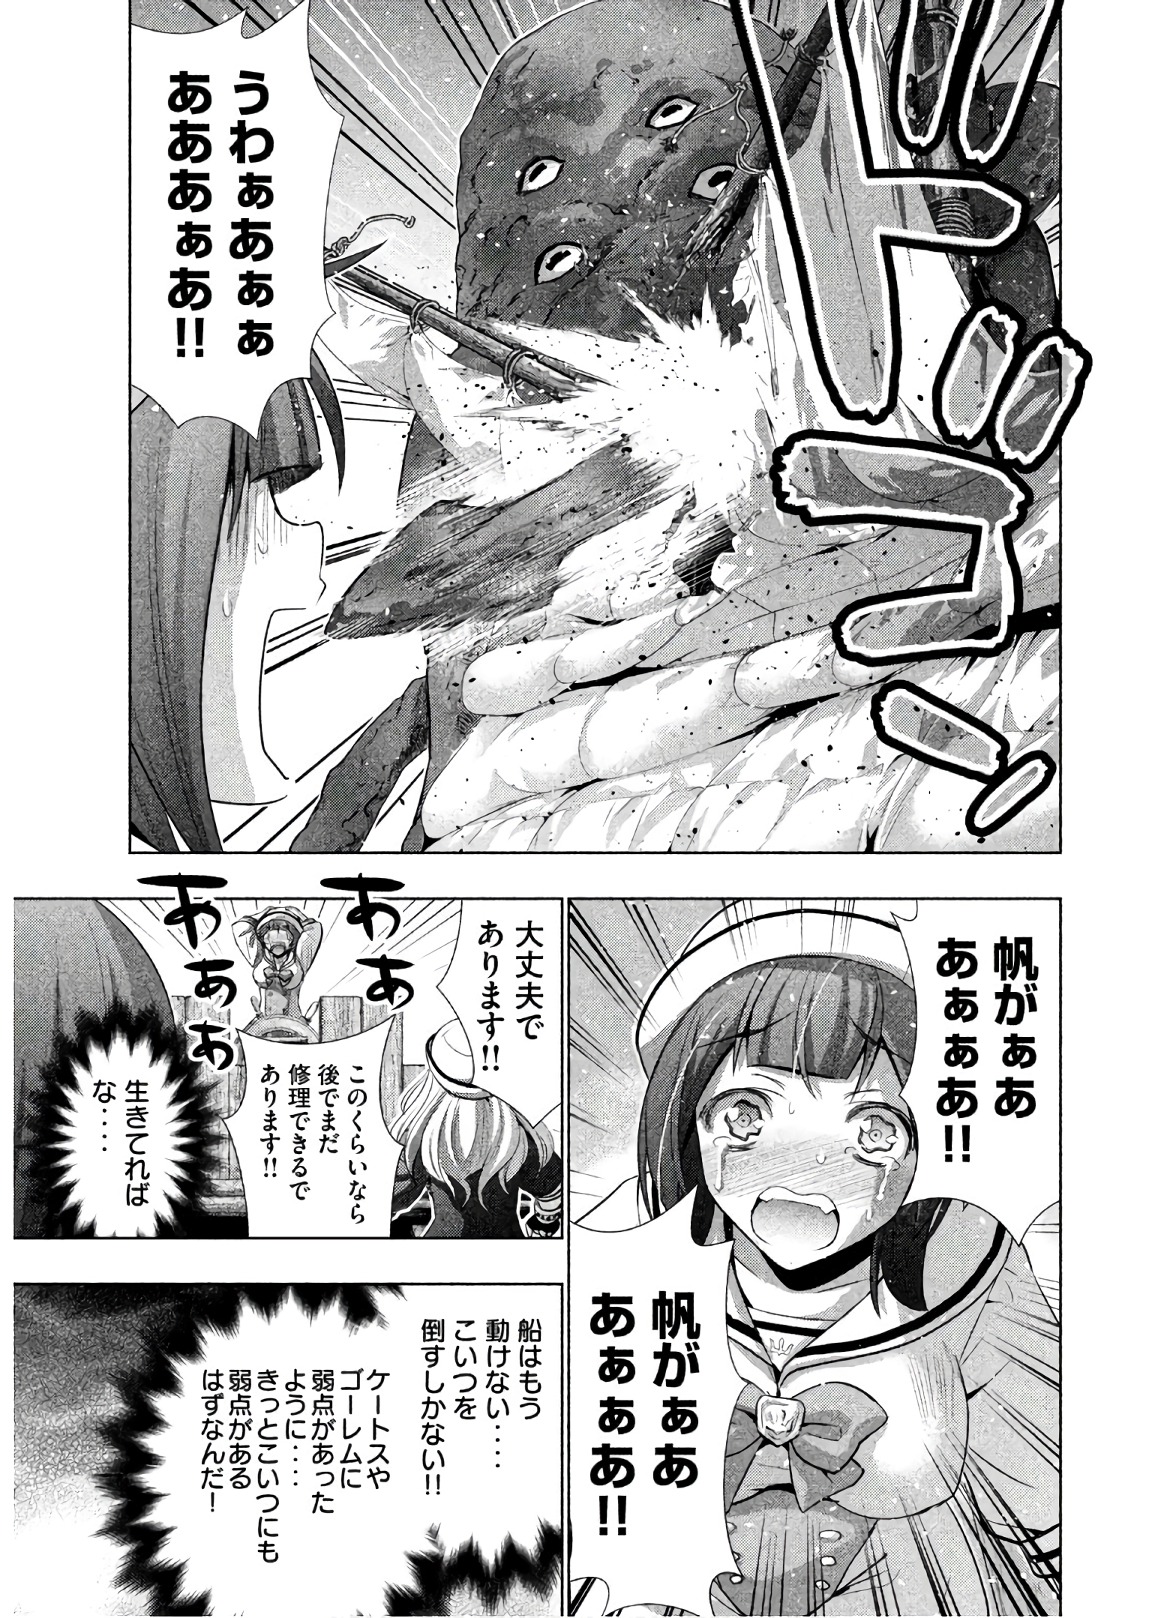 ドドゴッ
うわぁあぁぁ
あああぁあ!!
帆がぁあ
あぁぁあ!!
帆がぁあ
あぁぁあ!!
大丈夫で
あります!!
ああぁ
ああぁぁ
このくらいなら
後でまだ
修理できるで
あります!!
生きてれば
な‥‥
船はもう
動けない‥‥
こいつを
倒すしかない!!
ケートスや
ゴーレムに
弱点があった
ように‥‥
きっとこいつにも
弱点がある
はずなんだ!